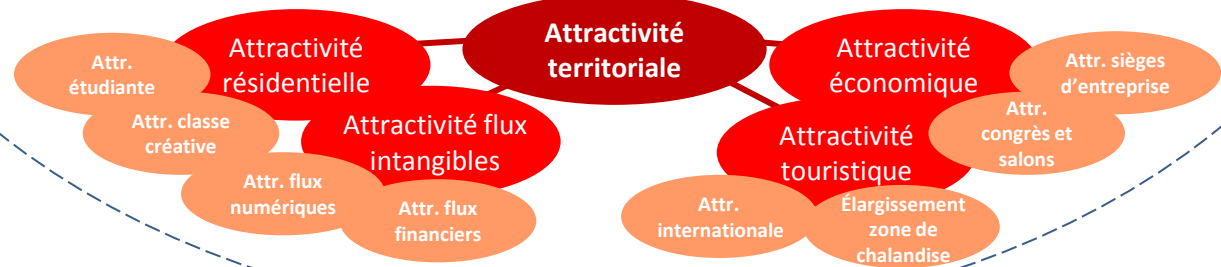 Attractivité
territoriale
Attractivité
résidentielle
Attr.
étudiante
Attr. classe
créative
Attractivité flux
intangibles
Attr. flux
numériques
Attr. flux
financiers
Attractivité
économique
Attr. sièges
d’entreprise
Attr.
congrès et
salons
Attractivité
touristique
Attr.
internationale
Élargissement
zone de
chalandise